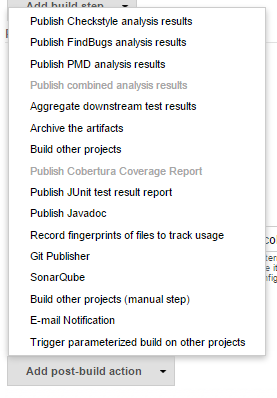 Add build step
Publish Checkstyle analysis results
Publish FindBugs analysis results
Publish PMD analysis results
Publish combined analysis results
Aggregate downstream test results
Archive the artifacts
Build other projects
Publish Cobertura Coverage Report
Publish JUnit test result report
Publish Javadoc
Record fingerprints of files to track usage
Git Publisher
SonarQube
Build other projects (manual step)
E-mail Notification
Trigger parameterized build on other projects
Add post-build action